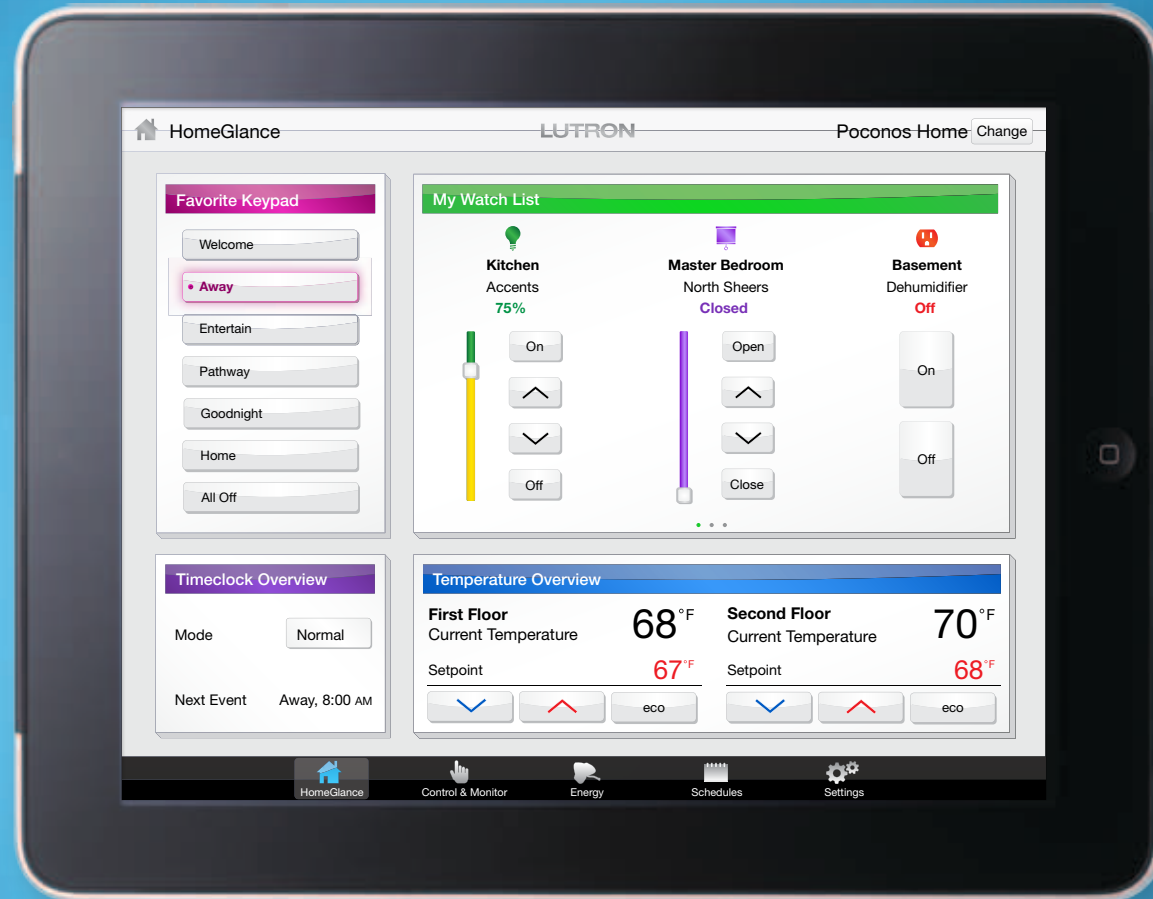 HomeGlance
LUTRON
Poconos Home
Change
Favorite Keypad
Welcome
• Away
Entertain
Pathway
Goodnight
Home
All Off
My Watch List
Kitchen
Accents
75%
On
Off
Master Bedroom
North Sheers
Closed
Open
Close
Basement
Dehumidifier
Off
On
Off
Timeclock Overview
Mode
Normal
Next Event
Away, 8:00 AM
Temperature Overview
First Floor
Current Temperature
68°F
Setpoint
67°F
eco
Second Floor
Current Temperature
70°F
Setpoint
68°F
eco
HomeGlance
Control & Monitor
Energy
Schedules
Settings